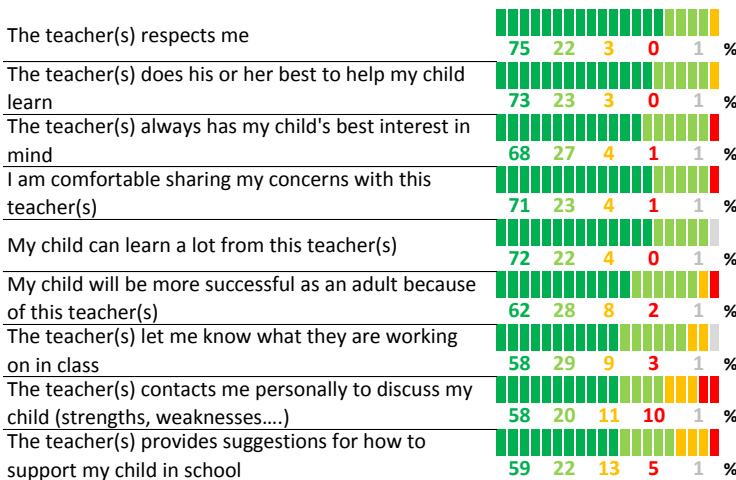 The teacher(s) respects me
75 22 3 0 1 %
The teacher(s) does his or her best to help my child
learn
73 23 3 0 1 %
The teacher(s) always has my child's best interest in
mind
68 27 4 1 1 %
I am comfortable sharing my concerns with this
teacher(s)
71 23 4 1 1 %
My child can learn a lot from this teacher(s)
72 22 4 0 1 %
My child will be more successful as an adult because
of this teacher(s)
62 28 8 2 1 %
The teacher(s) let me know what they are working
on in class
58 29 9 3 1 %
The teacher(s) contacts me personally to discuss my
child (strengths, weaknesses....)
58 20 11 10 1 %
The teacher(s) provides suggestions for how to
support my child in school
59 22 13 5 1 %